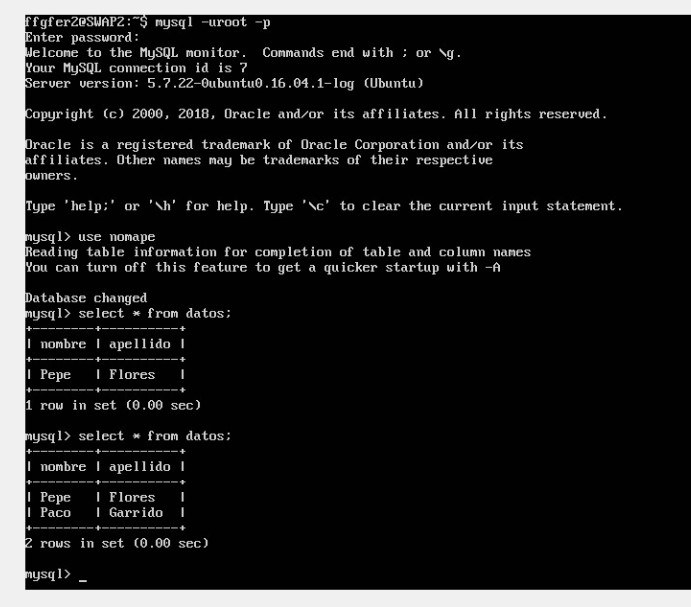 ffgfer2@SWAP2:~$ mysql -uroot -p
Enter password:
Welcome to the MySQL monitor.  Commands end with ; or \g.
Your MySQL connection id is 7
Server version: 5.7.22-0ubuntu0.16.04.1-log (Ubuntu)

Copyright (c) 2000, 2018, Oracle and/or its affiliates. All rights reserved.

Oracle is a registered trademark of Oracle Corporation and/or its
affiliates. Other names may be trademarks of their respective
owners.

Type 'help;' or '\h' for help. Type '\c' to clear the current input statement.

mysql> use nomape
Reading table information for completion of table and column names
You can turn off this feature to get a quicker startup with -A

Database changed
mysql> select * from datos;
+--------+----------+
| nombre | apellido |
+--------+----------+
| Pepe   | Flores   |
+--------+----------+
1 row in set (0.00 sec)

mysql> select * from datos;
+--------+----------+
| nombre | apellido |
+--------+----------+
| Pepe   | Flores   |
| Paco   | Garrido  |
+--------+----------+
2 rows in set (0.00 sec)

mysql> _